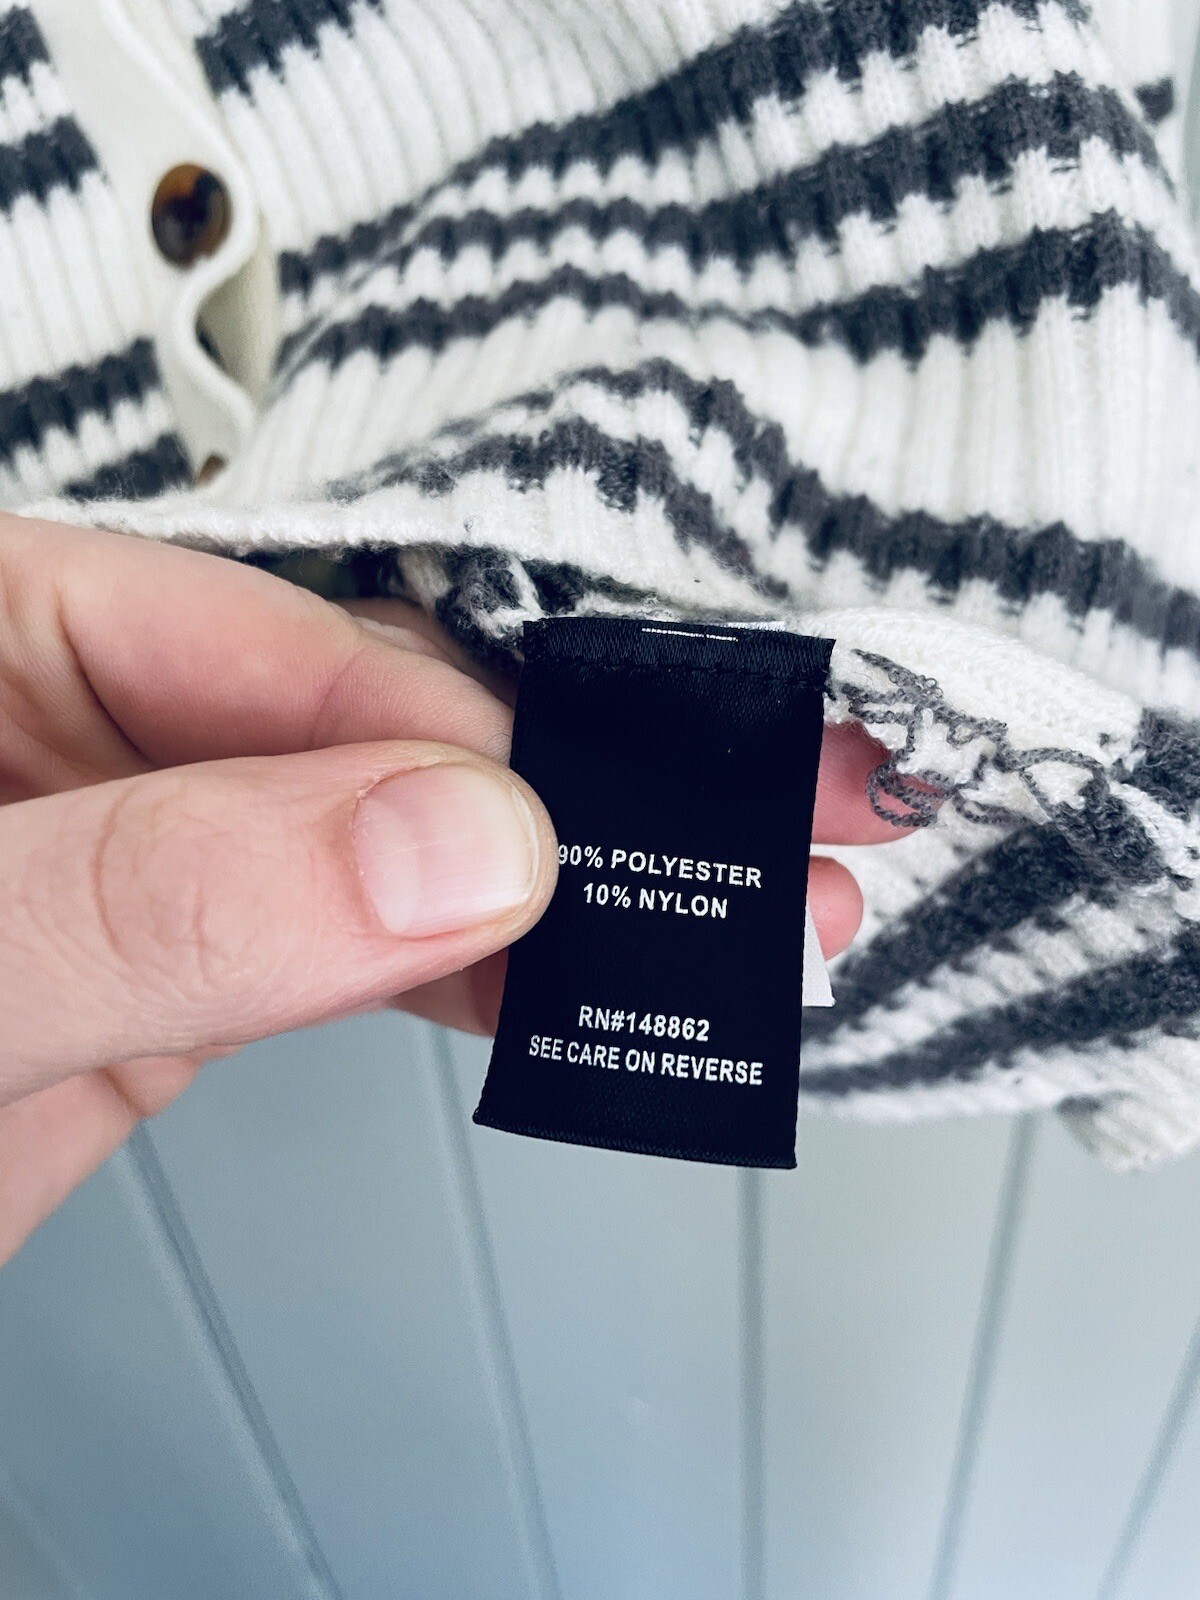 90% POLYESTER
10% NYLON
RN#148862
SEE CARE ON REVERSE